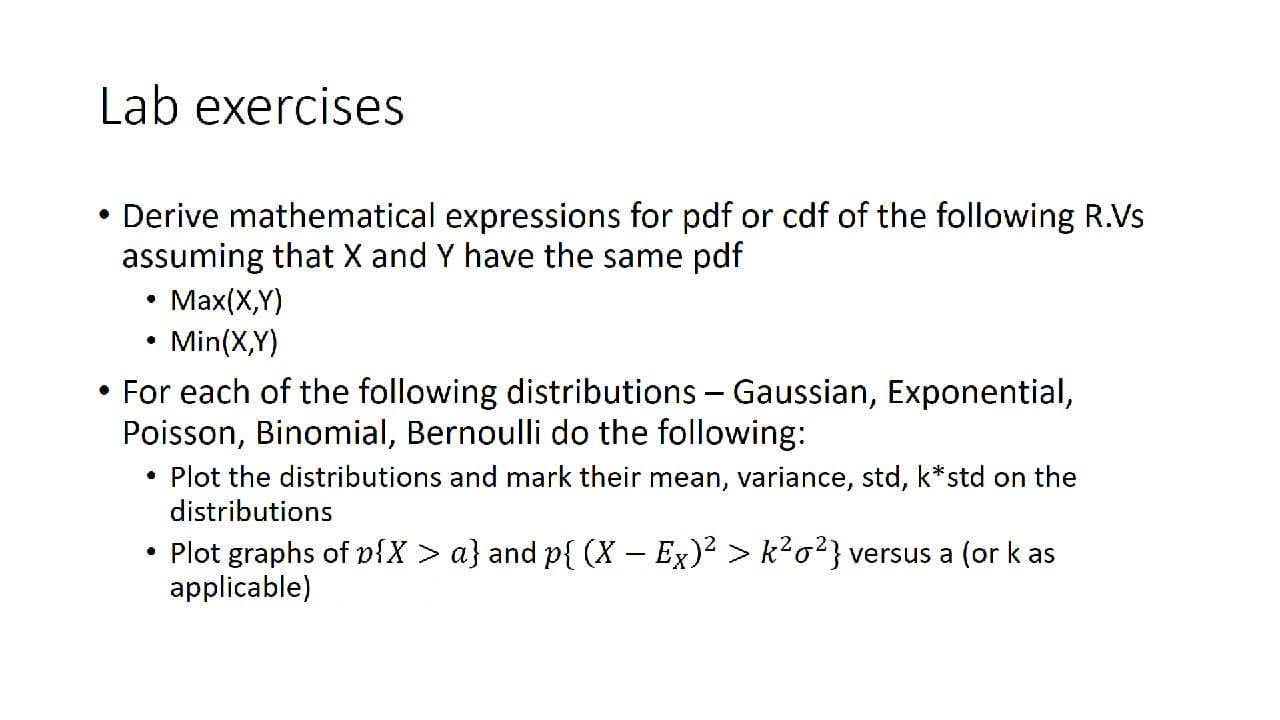 Lab exercises
• Derive mathematical expressions for pdf or cdf of the following R.Vs
assuming that X and Y have the same pdf
• Max(X,Y)
• Min(X,Y)
• For each of the following distributions – Gaussian, Exponential,
Poisson, Binomial, Bernoulli do the following:
• Plot the distributions and mark their mean, variance, std, k*std on the
distributions
• Plot graphs of 𝑝{𝑋 > 𝑎} and 𝑝{ (𝑋 − 𝐸_X)² > 𝑘²𝜎²} versus a (or k as
applicable)